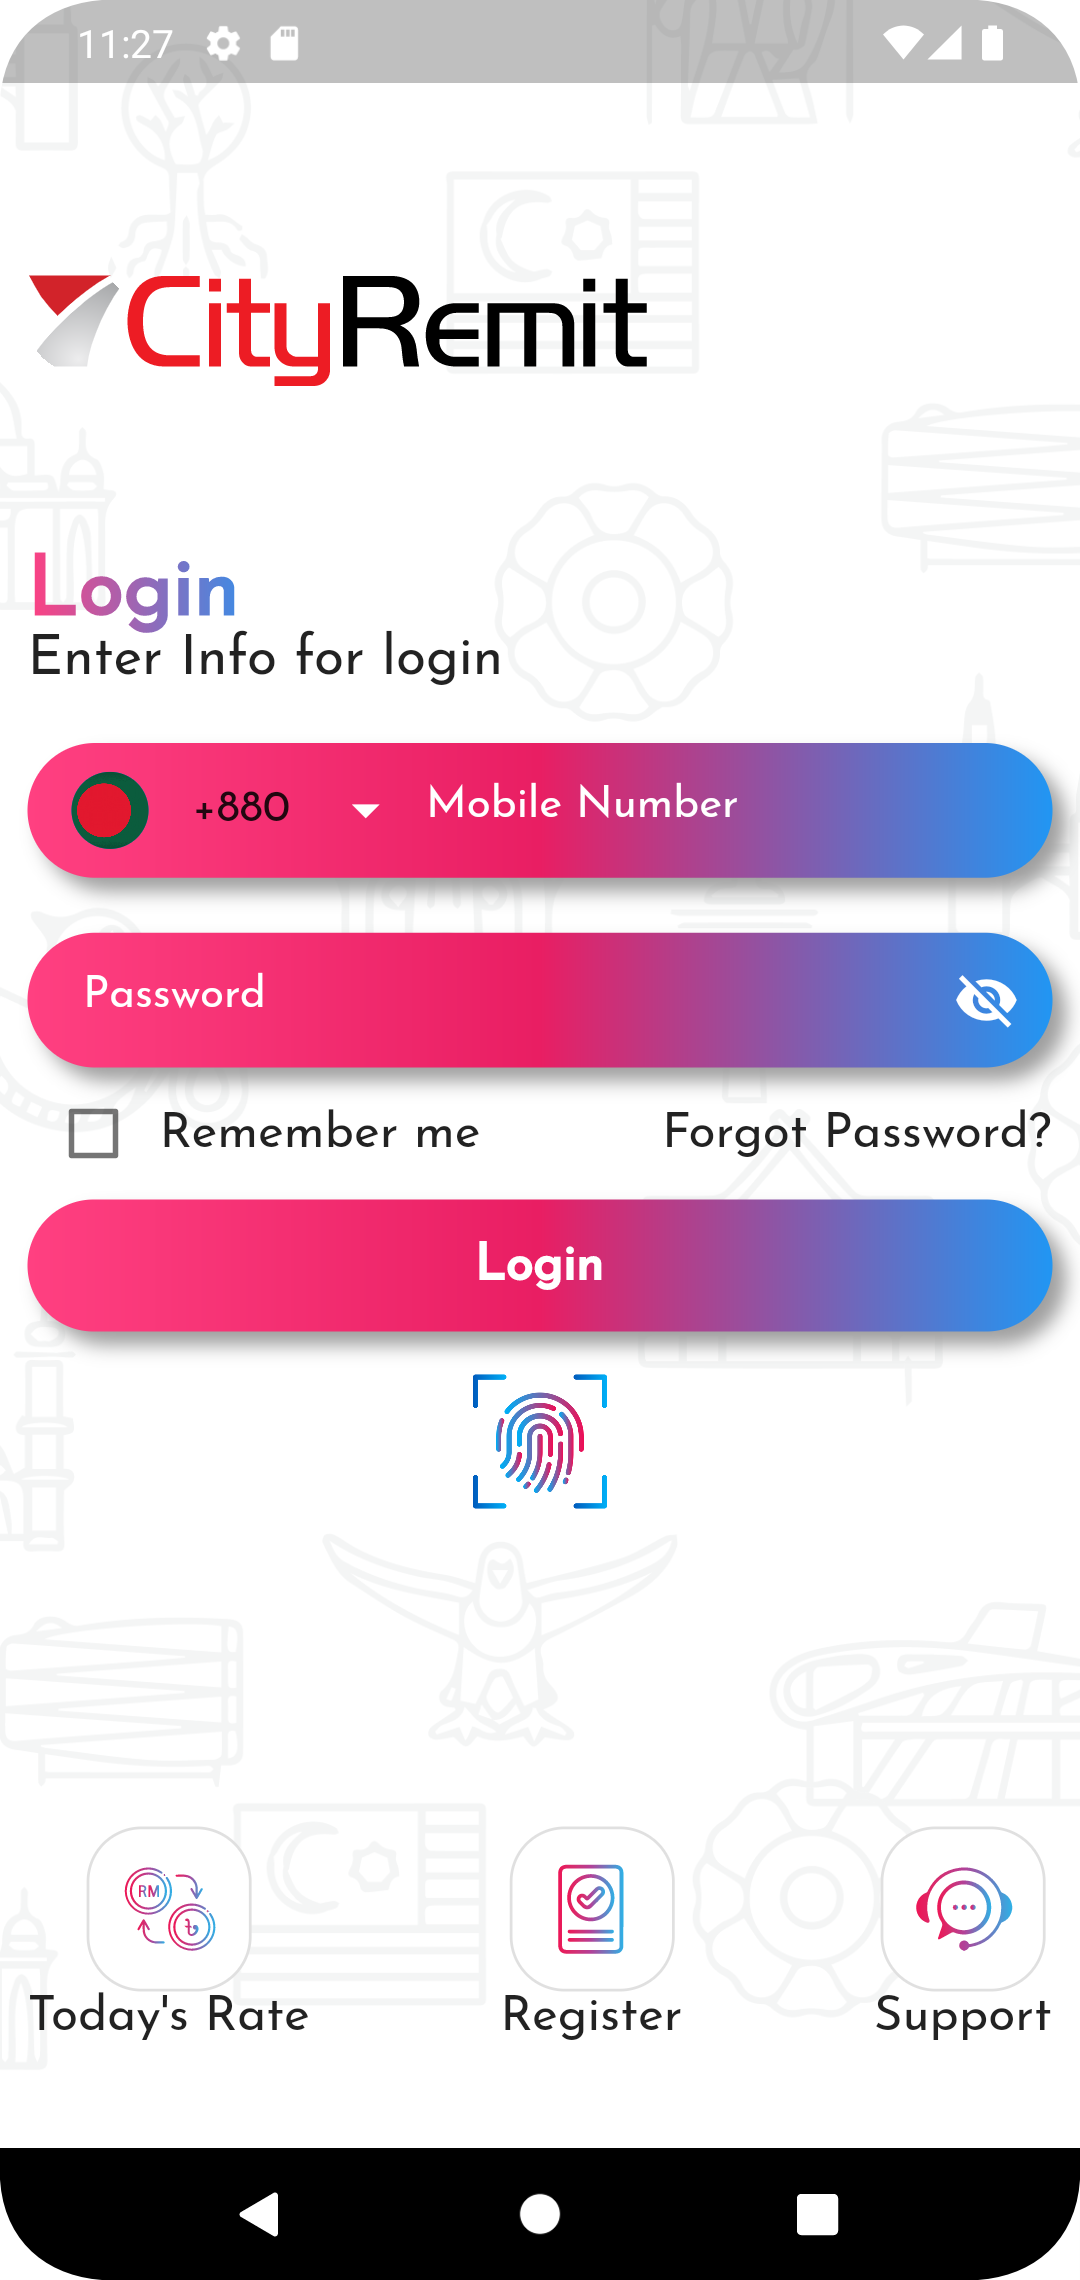 11:27
CityRemit
Login
Enter Info for login
+880 Mobile Number
Password
Remember me Forgot Password?
Login
RM
৳
Today's Rate Register Support